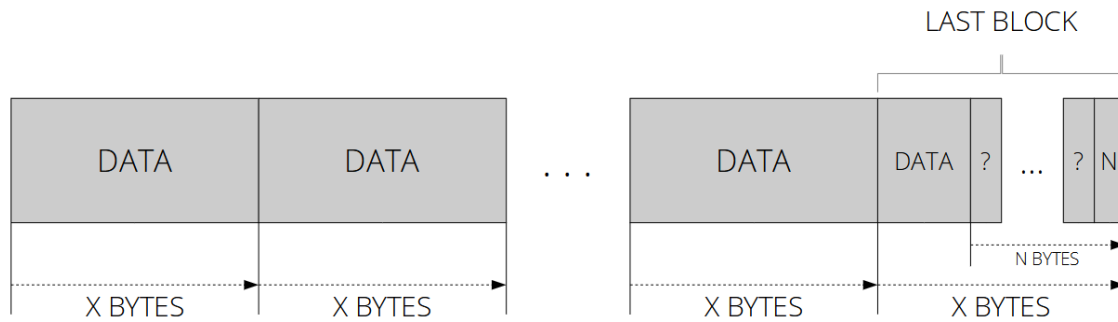 LAST BLOCK
DATA DATA . . . DATA DATA ? ... ? N
N BYTES
X BYTES X BYTES X BYTES X BYTES